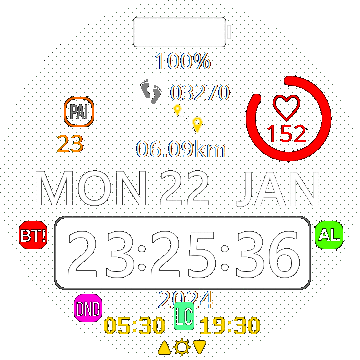 100%
03270
PAI
23
152
06.09km
MON 22 JAN
BT!
AL
23:25:36
2024
DND
LC
05:30
19:30